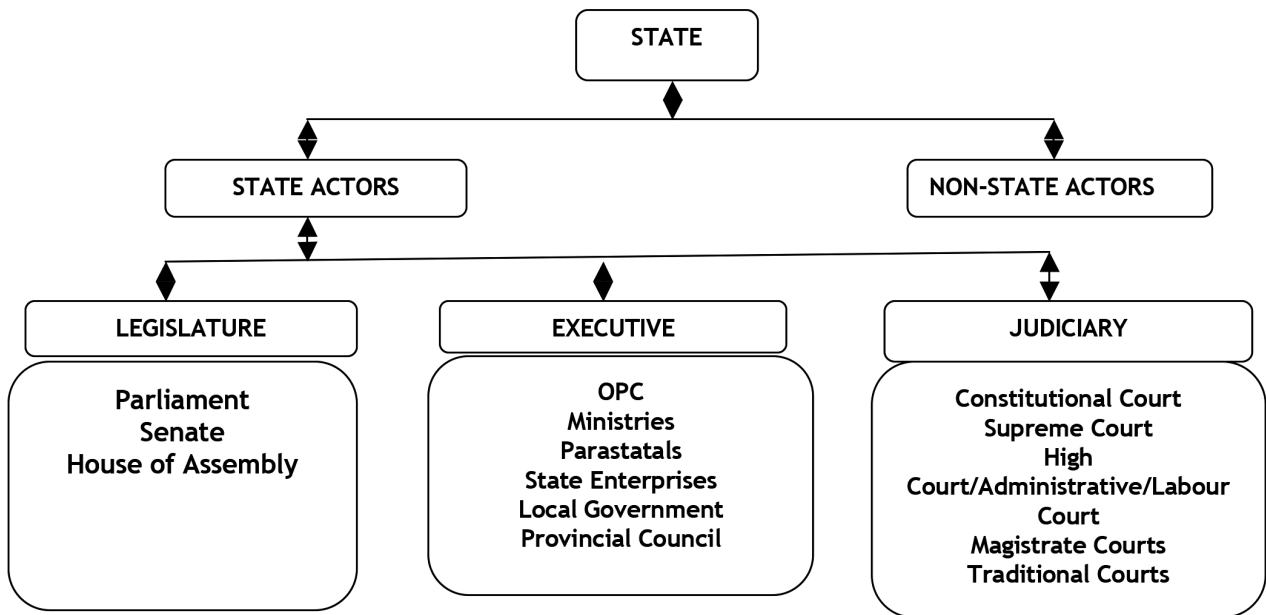 STATE
STATE ACTORS
NON-STATE ACTORS
LEGISLATURE
EXECUTIVE
JUDICIARY
Parliament
Senate
House of Assembly
OPC
Ministries
Parastatals
State Enterprises
Local Government
Provincial Council
Constitutional Court
Supreme Court
High
Court/Administrative/Labour
Court
Magistrate Courts
Traditional Courts